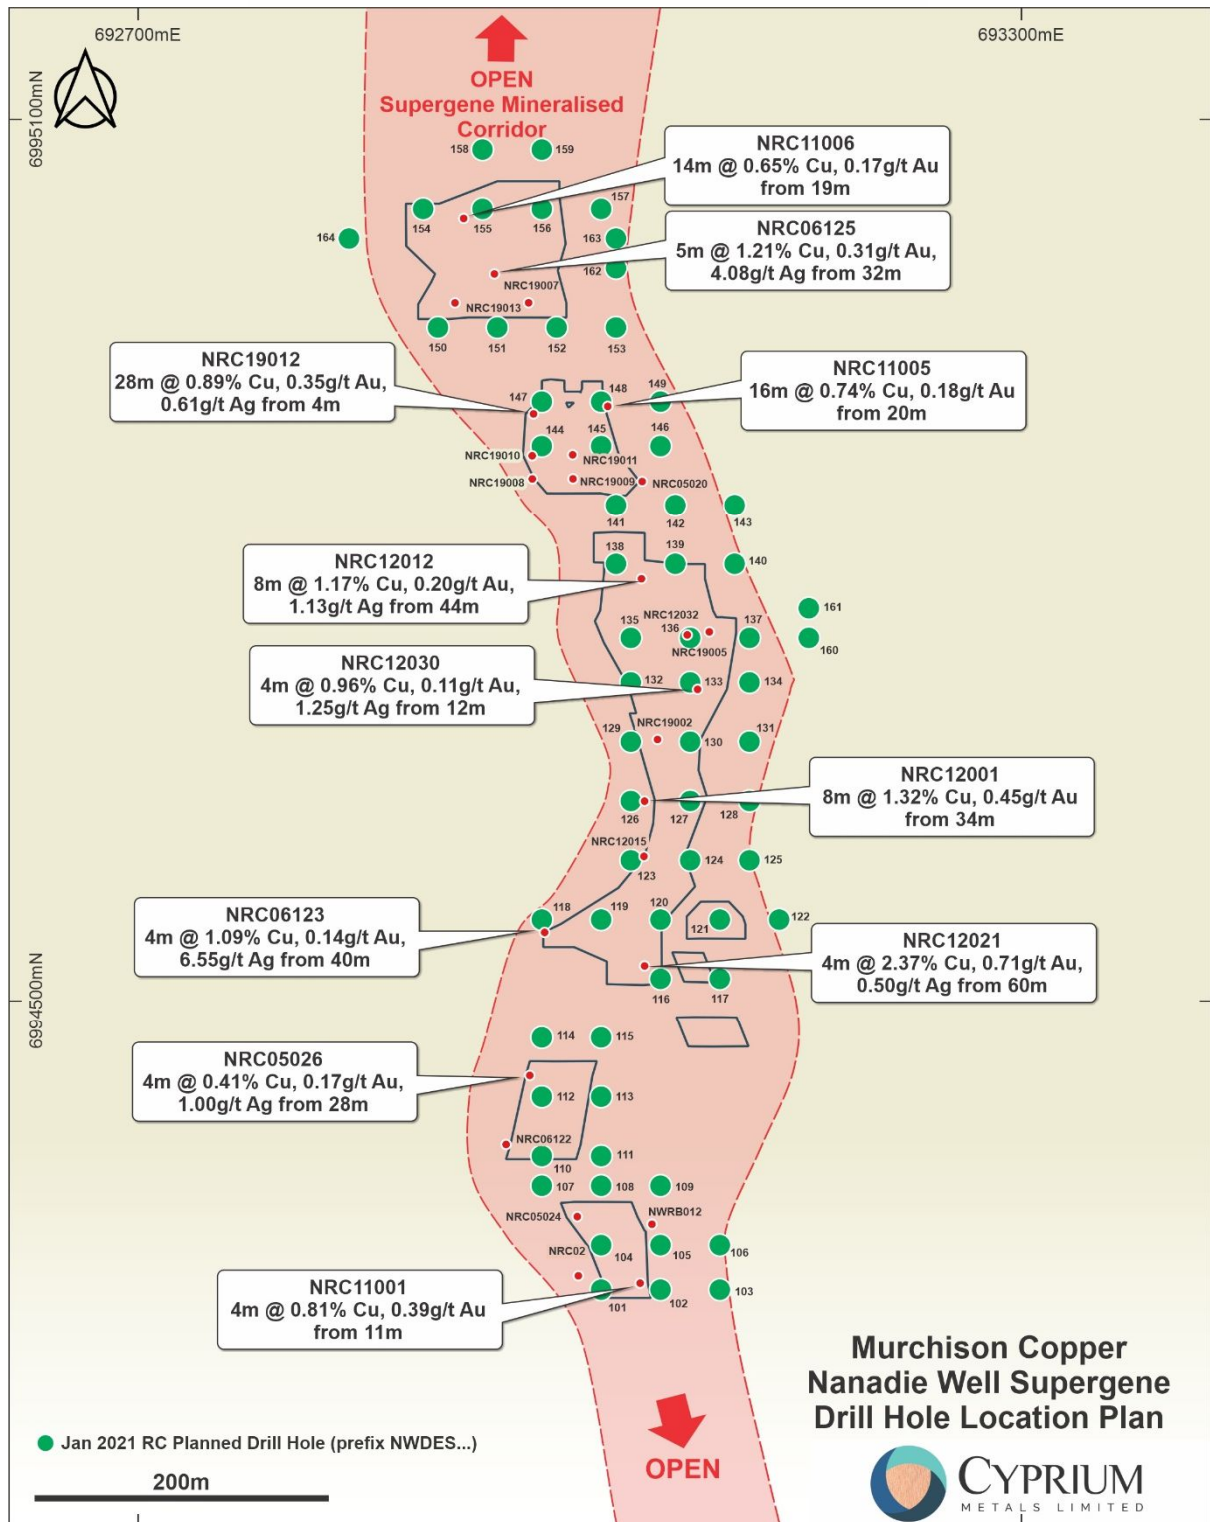 692700mE
693300mE
6995100mN
OPEN
Supergene Mineralised
Corridor
158
159
NRC11006
14m @ 0.65% Cu, 0.17g/t Au
from 19m
154
155
156
157
164
163
162
NRC06125
5m @ 1.21% Cu, 0.31g/t Au,
4.08g/t Ag from 32m
NRC19007
NRC19013
150
151
152
153
NRC19012
28m @ 0.89% Cu, 0.35g/t Au,
0.61g/t Ag from 4m
NRC11005
16m @ 0.74% Cu, 0.18g/t Au
from 20m
147
148
149
144
145
146
NRC19010
NRC19011
NRC19008
NRC19009
NRC05020
141
142
143
NRC12012
8m @ 1.17% Cu, 0.20g/t Au,
1.13g/t Ag from 44m
138
139
140
161
160
135
NRC12032
136
NRC19005
137
NRC12030
4m @ 0.96% Cu, 0.11g/t Au,
1.25g/t Ag from 12m
132
133
134
129
NRC19002
130
131
NRC12001
8m @ 1.32% Cu, 0.45g/t Au
from 34m
126
127
128
NRC12015
123
124
125
NRC06123
4m @ 1.09% Cu, 0.14g/t Au,
6.55g/t Ag from 40m
118
119
120
121
122
NRC12021
4m @ 2.37% Cu, 0.71g/t Au,
0.50g/t Ag from 60m
6994500mN
116
117
114
115
NRC05026
4m @ 0.41% Cu, 0.17g/t Au,
1.00g/t Ag from 28m
112
113
NRC06122
110
111
107
108
109
NRC05024
NWRB012
NRC02
104
105
106
NRC11001
4m @ 0.81% Cu, 0.39g/t Au
from 11m
101
102
103
OPEN
Murchison Copper
Nanadie Well Supergene
Drill Hole Location Plan
Jan 2021 RC Planned Drill Hole (prefix NWDES...)
200m
CYPRIUM
METALS LIMITED